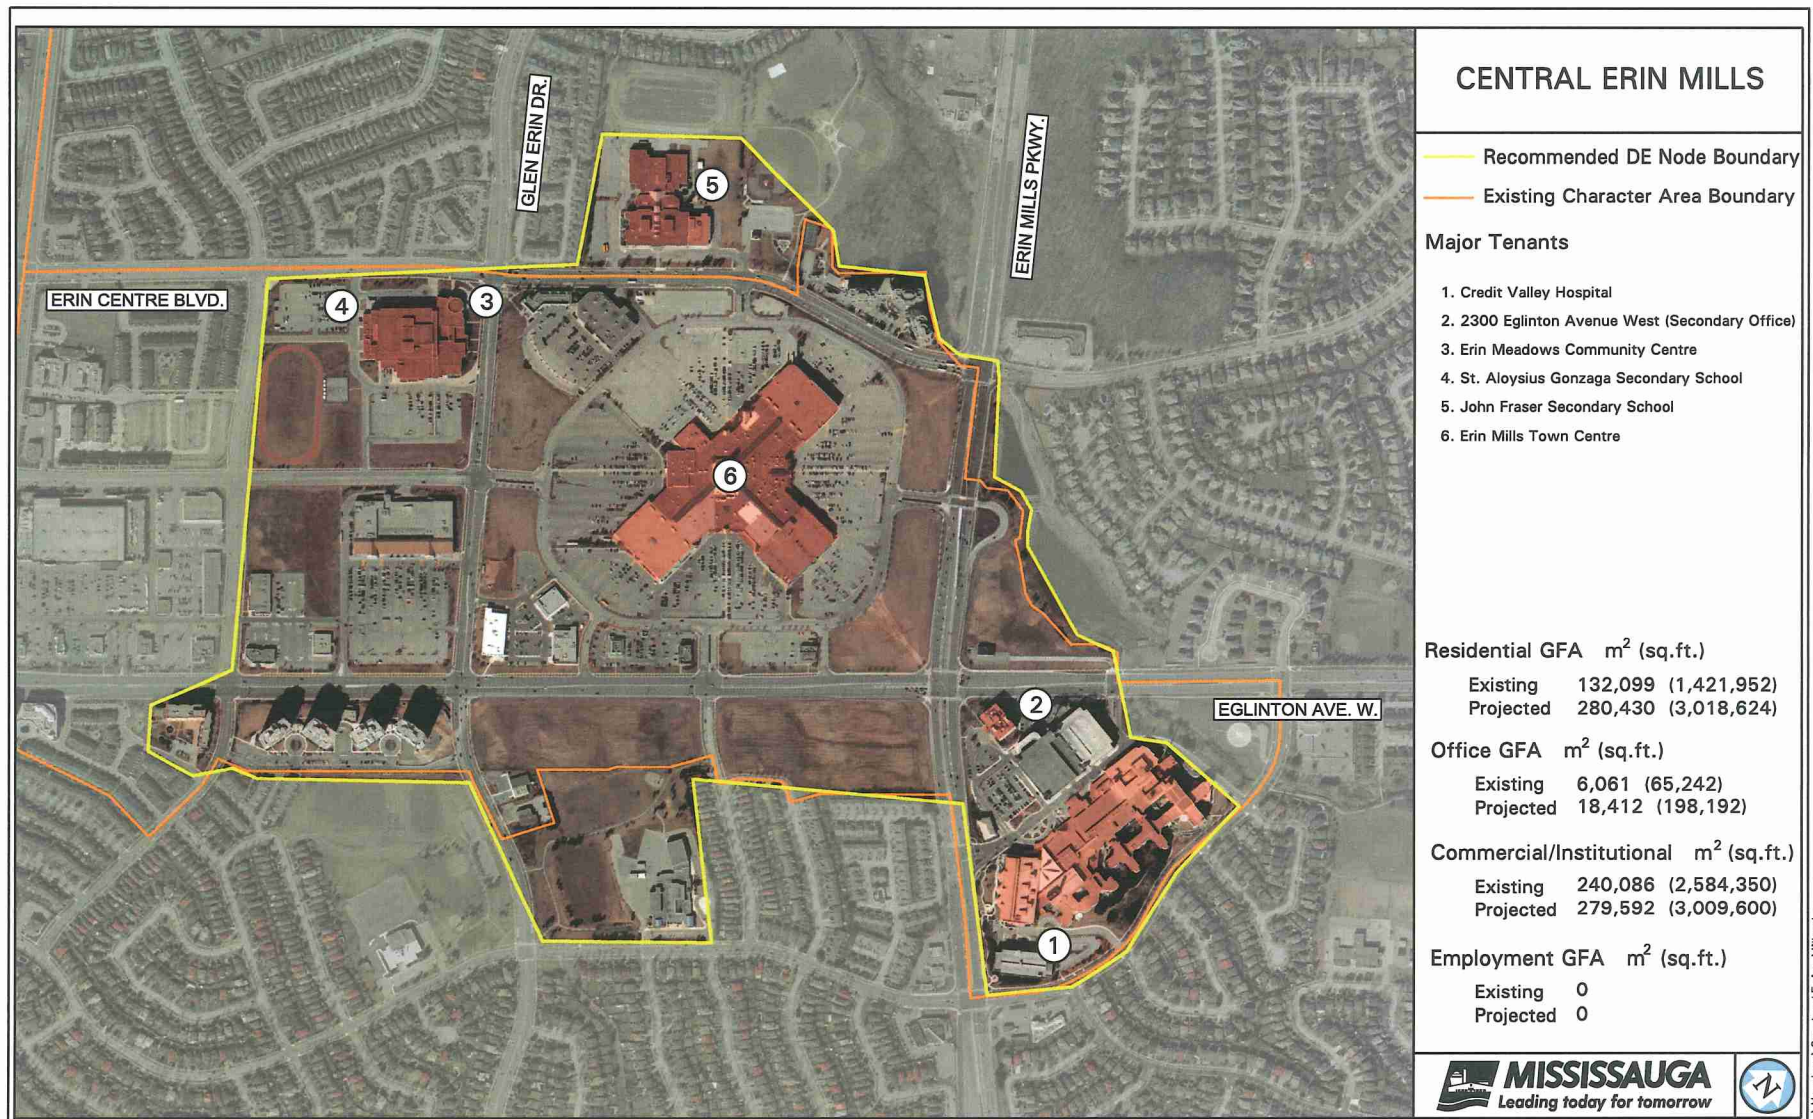 CENTRAL ERIN MILLS
Recommended DE Node Boundary
Existing Character Area Boundary
Major Tenants
1. Credit Valley Hospital
2. 2300 Eglinton Avenue West (Secondary Office)
3. Erin Meadows Community Centre
4. St. Aloysius Gonzaga Secondary School
5. John Fraser Secondary School
6. Erin Mills Town Centre
Residential GFA m² (sq.ft.)
Existing 132,099 (1,421,952)
Projected 280,430 (3,018,624)
Office GFA m² (sq.ft.)
Existing 6,061 (65,242)
Projected 18,412 (198,192)
Commercial/Institutional m² (sq.ft.)
Existing 240,086 (2,584,350)
Projected 279,592 (3,009,600)
Employment GFA m² (sq.ft.)
Existing 0
Projected 0
MISSISSAUGA
Leading today for tomorrow
N
GLEN ERIN DR.
ERIN MILLS PKWY.
ERIN CENTRE BLVD.
EGLINTON AVE. W.
5
4
3
6
2
1